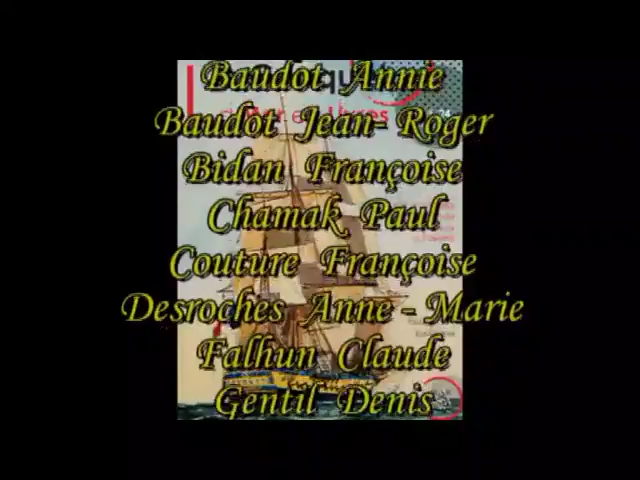 Baudot Annie
Baudot Jean- Roger
Bidan Françoise
Chamak Paul
Couture Françoise
Desroches Anne - Marie
Falhun Claude
Gentil Denis